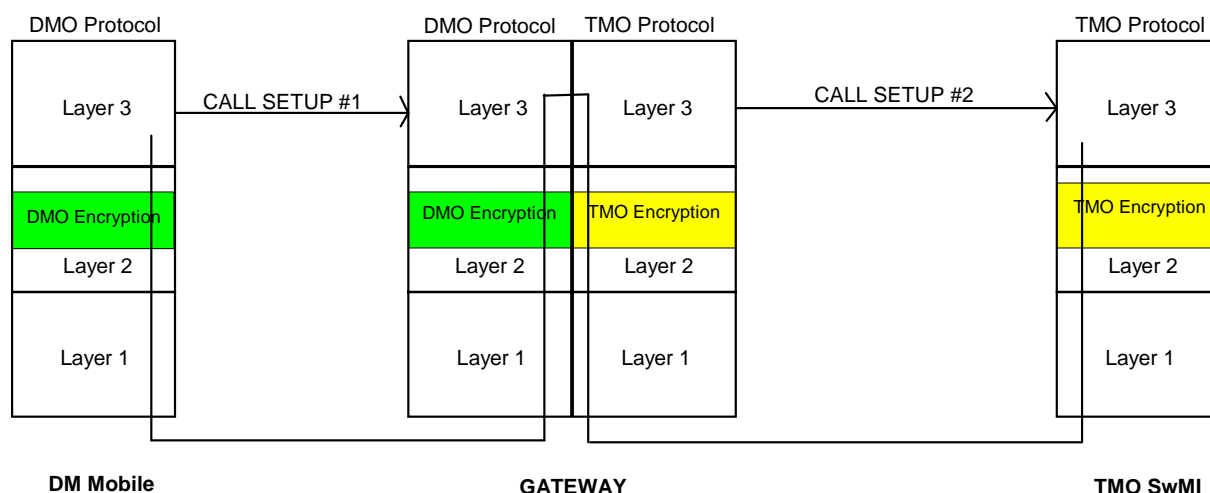 DMO Protocol
DMO Protocol
TMO Protocol
TMO Protocol
Layer 3
CALL SETUP #1
Layer 3
Layer 3
CALL SETUP #2
Layer 3
DMO Encryption
DMO Encryption
TMO Encryption
TMO Encryption
Layer 2
Layer 2
Layer 2
Layer 2
Layer 1
Layer 1
Layer 1
Layer 1
DM Mobile
GATEWAY
TMO SwMI